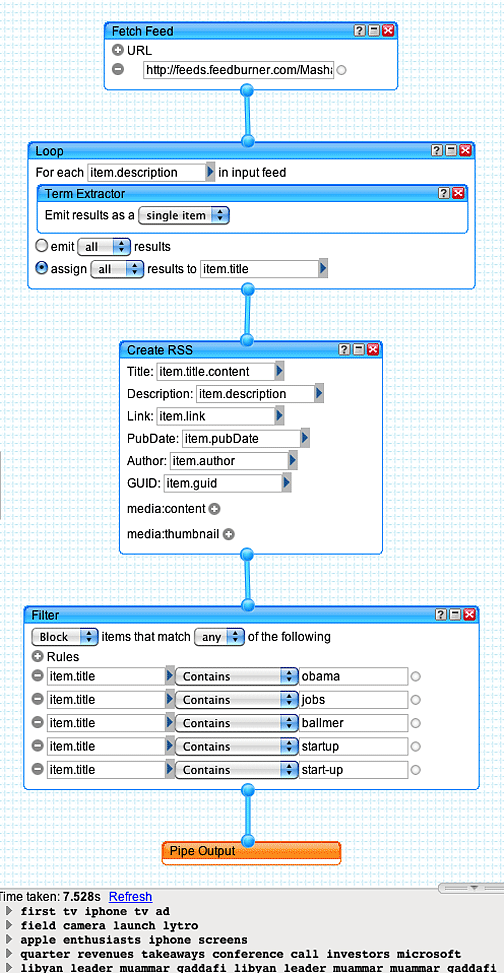 Fetch Feed
URL
http://feeds.feedburner.com/Masha
Loop
For each item.description in input feed
Term Extractor
Emit results as a single item
emit all results
assign all results to item.title
Create RSS
Title: item.title.content
Description: item.description
Link: item.link
PubDate: item.pubDate
Author: item.author
GUID: item.guid
media:content
media:thumbnail
Filter
Block items that match any of the following
Rules
item.title Contains obama
item.title Contains jobs
item.title Contains ballmer
item.title Contains startup
item.title Contains start-up
Pipe Output
Time taken: 7.528s Refresh
first tv iphone tv ad
field camera launch lytro
apple enthusiasts iphone screens
quarter revenues takeaways conference call investors microsoft
libyan leader muammar gaddafi libyan leader muammar muammar gaddafi